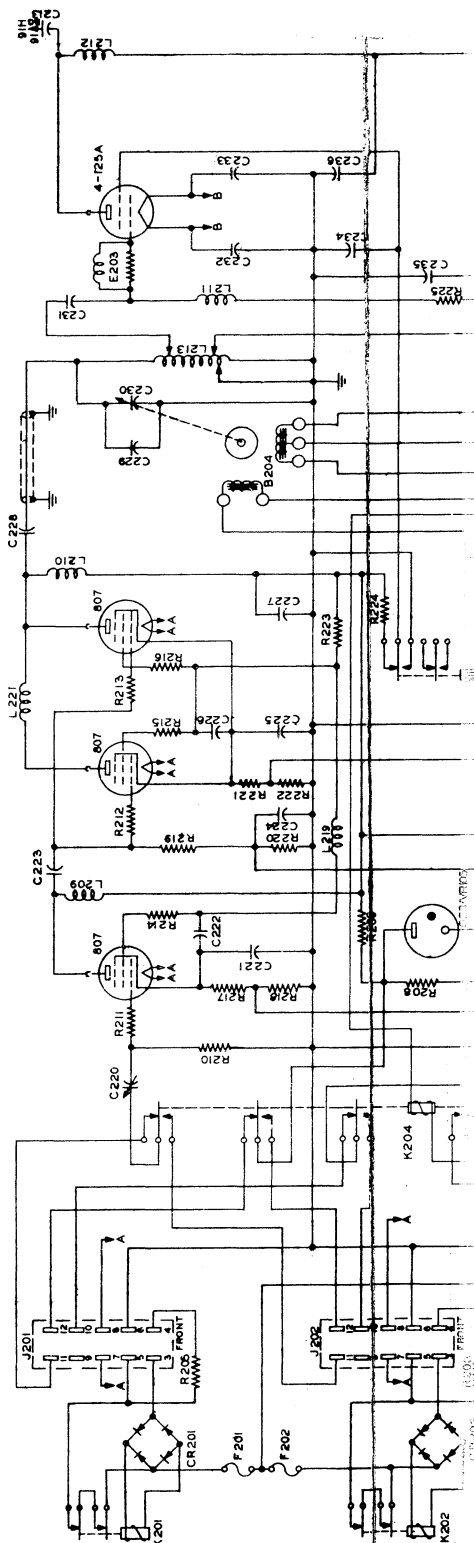 C213
L212
4-125A
C233
C236
B
B
E203
C232
C234
C231
L211
C235
R225
L213
C230
C229
B204
C228
L210
807
A
A
C227
R224
R223
R216
L221
R213
807
A
A
R215
C226
C225
R212
R221
R222
C224
R219
R220
L219
C223
L209
807
A
A
R214
C222
C221
R211
R217
R218
R208
C220
R210
K204
A
A
J201
12
11
10
9
8
7
6
5
4
3
FRONT
R205
A
A
J202
FRONT
CR201
F201
F202
K201
K202